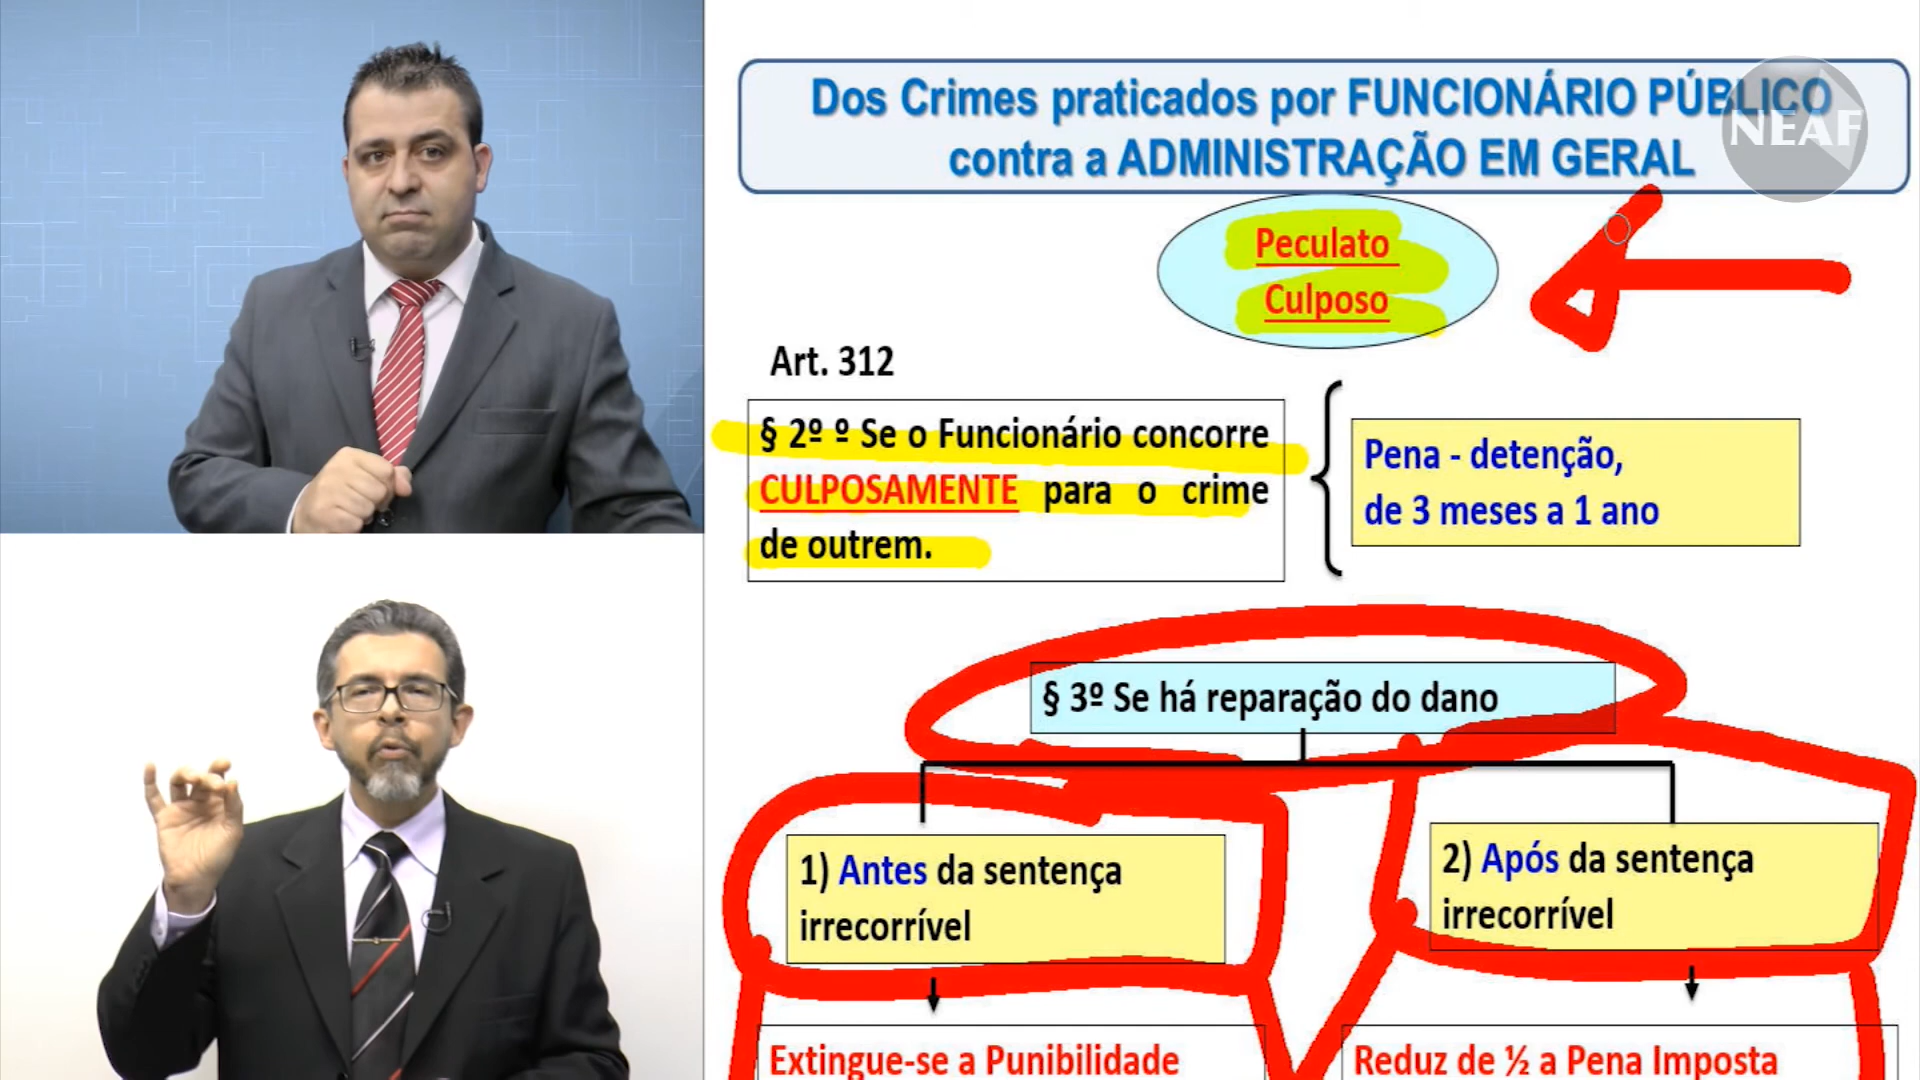 Dos Crimes praticados por FUNCIONÁRIO PÚBLICO
contra a ADMINISTRAÇÃO EM GERAL
NEAF
Peculato
Culposo
Art. 312
§ 2º º Se o Funcionário concorre
CULPOSAMENTE para o crime
de outrem.
Pena - detenção,
de 3 meses a 1 ano
§ 3º Se há reparação do dano
1) Antes da sentença
irrecorrível
2) Após da sentença
irrecorrível
Extingue-se a Punibilidade
Reduz de ½ a Pena Imposta